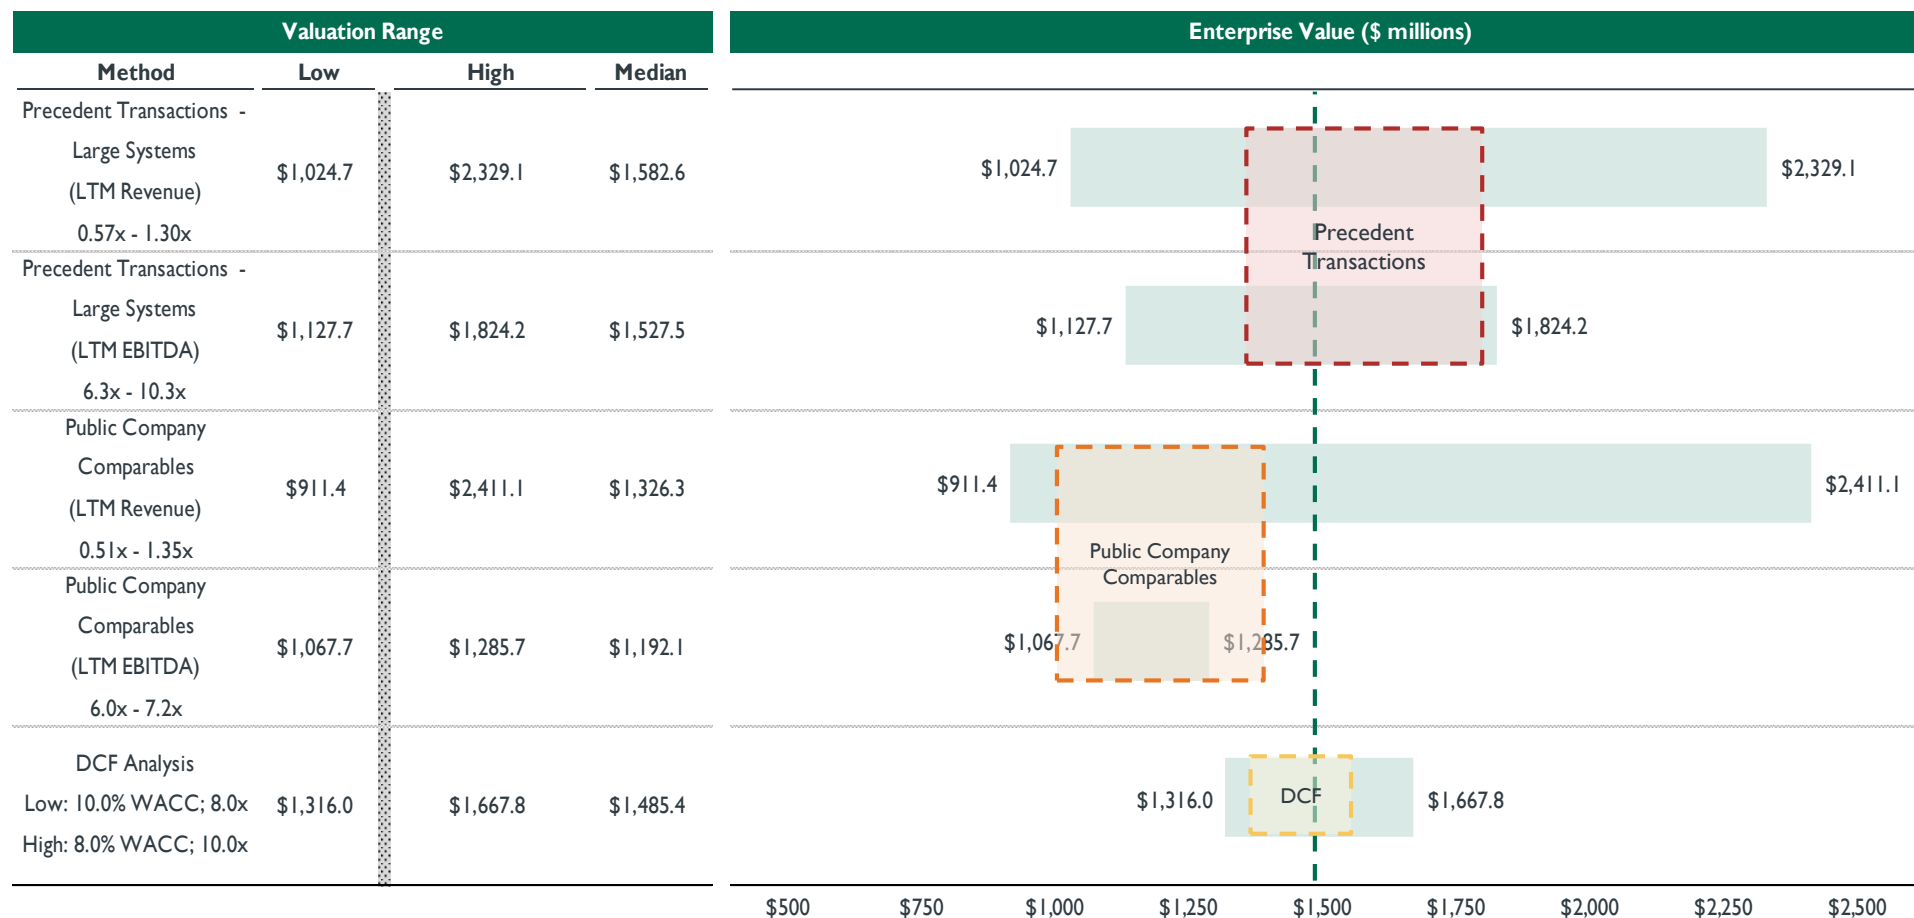 Valuation Range
Enterprise Value ($ millions)
Method Low High Median
Precedent Transactions -
Large Systems
(LTM Revenue)
0.57x - 1.30x
$1,024.7 $2,329.1 $1,582.6
$1,024.7 $2,329.1
Precedent
Transactions
Precedent Transactions -
Large Systems
(LTM EBITDA)
6.3x - 10.3x
$1,127.7 $1,824.2 $1,527.5
$1,127.7 $1,824.2
Public Company
Comparables
(LTM Revenue)
0.51x - 1.35x
$911.4 $2,411.1 $1,326.3
$911.4 $2,411.1
Public Company
Comparables
Public Company
Comparables
(LTM EBITDA)
6.0x - 7.2x
$1,067.7 $1,285.7 $1,192.1
$1,067.7 $1,285.7
DCF Analysis
Low: 10.0% WACC; 8.0x
High: 8.0% WACC; 10.0x
$1,316.0 $1,667.8 $1,485.4
$1,316.0 DCF $1,667.8
$500 $750 $1,000 $1,250 $1,500 $1,750 $2,000 $2,250 $2,500